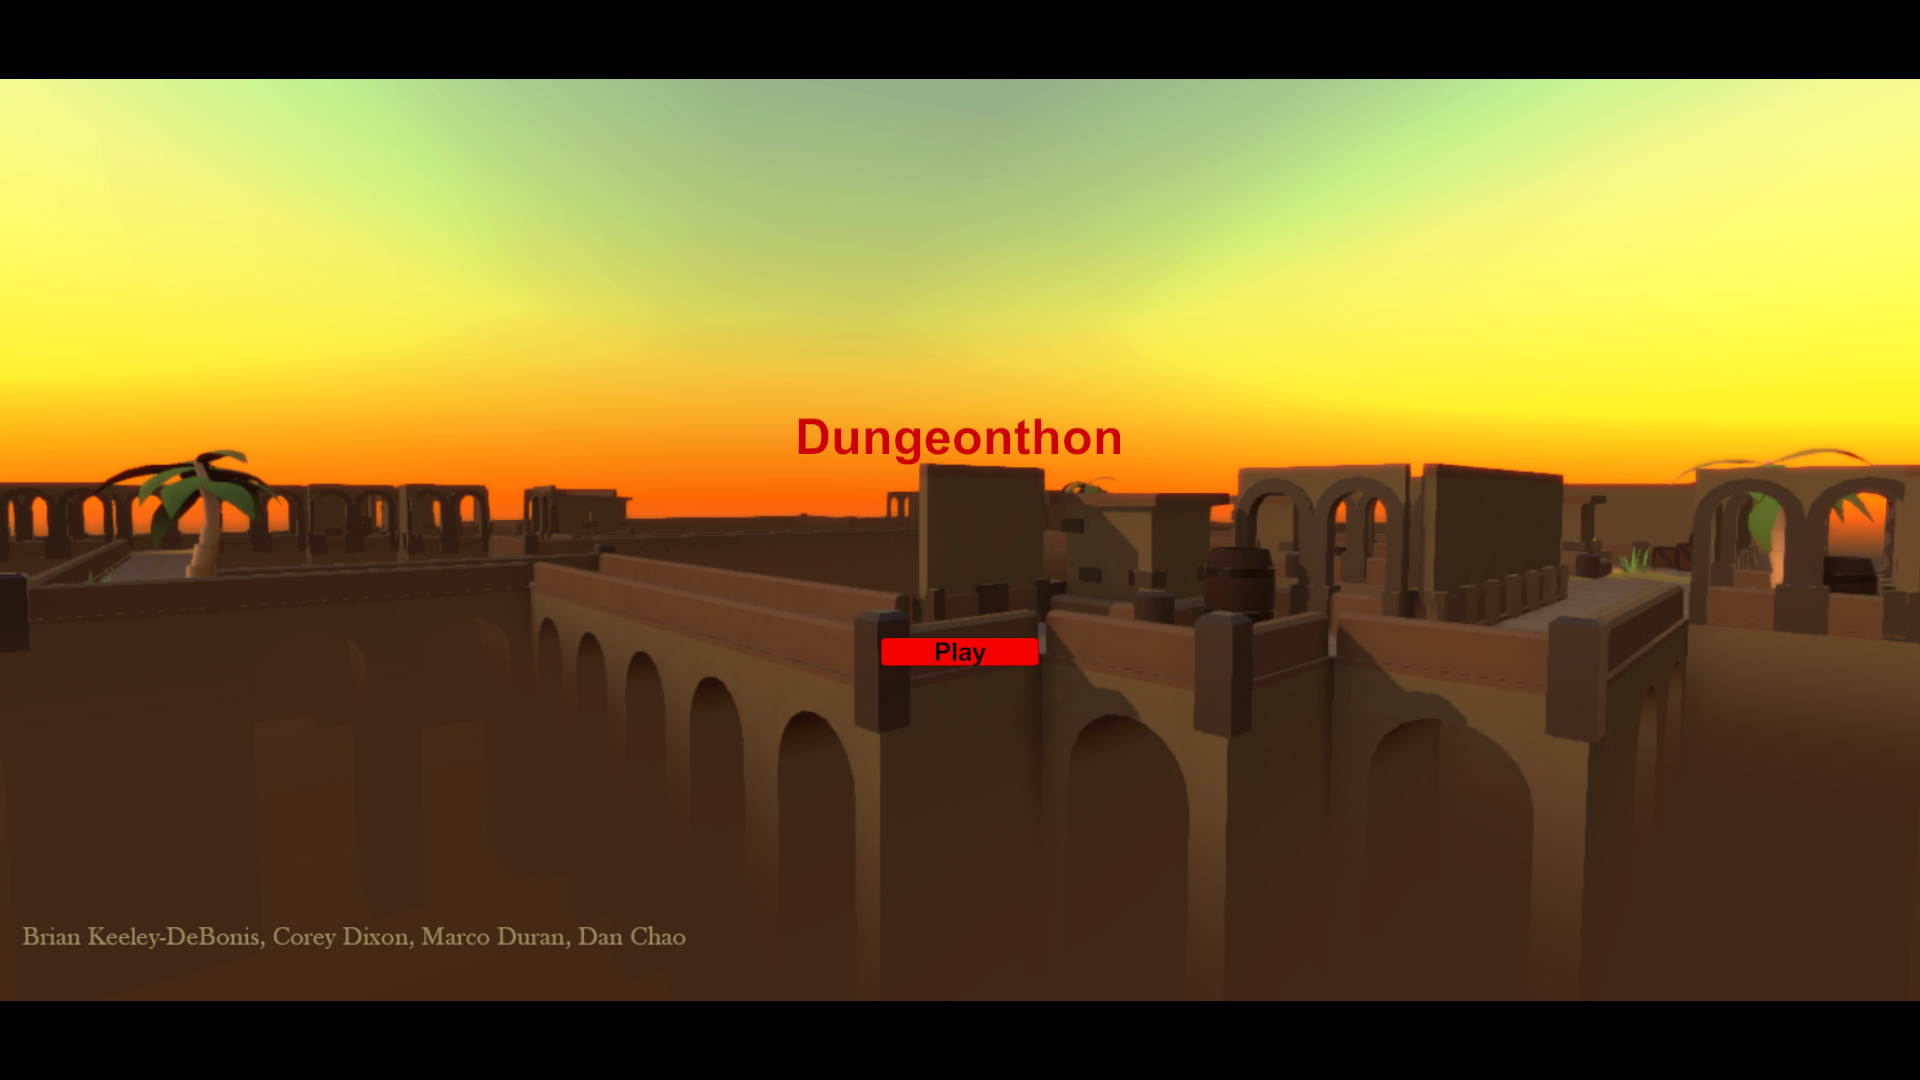 Dungeonthon
Play
Brian Keeley-DeBonis, Corey Dixon, Marco Duran, Dan Chao